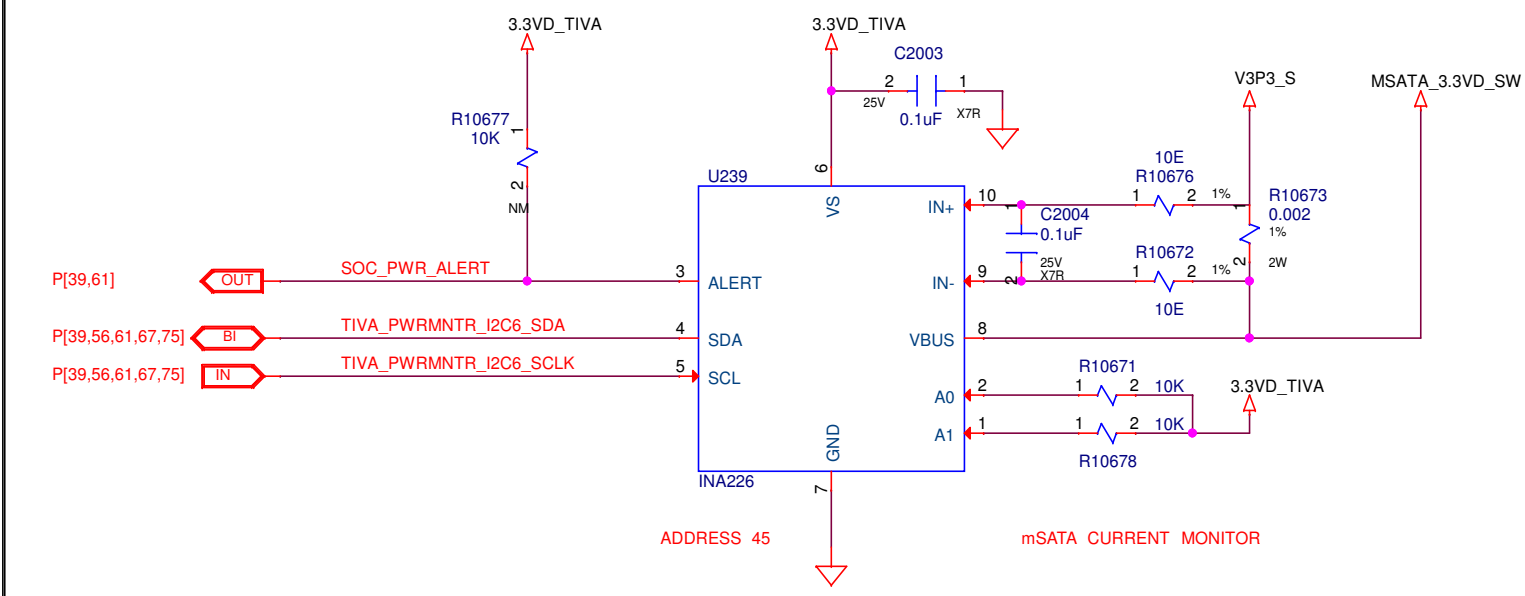 3.3VD_TIVA
3.3VD_TIVA
C2003
2
1
25V
X7R
0.1uF
V3P3_S
MSATA_3.3VD_SW
R10677
10K
1
2
NM
U239
6
VS
10E
R10676
1
2
1%
10
IN+
1
C2004
0.1uF
25V
X7R
2
R10673
0.002
1%
2W
1
2
R10672
1
2
1%
10E
9
IN-
P[39,61]
OUT
SOC_PWR_ALERT
3
ALERT
P[39,56,61,67,75]
BI
TIVA_PWRMNTR_I2C6_SDA
4
SDA
8
VBUS
P[39,56,61,67,75]
IN
TIVA_PWRMNTR_I2C6_SCLK
5
SCL
R10671
2
A0
1
2
10K
3.3VD_TIVA
1
A1
1
2
10K
R10678
GND
INA226
7
ADDRESS 45
mSATA CURRENT MONITOR